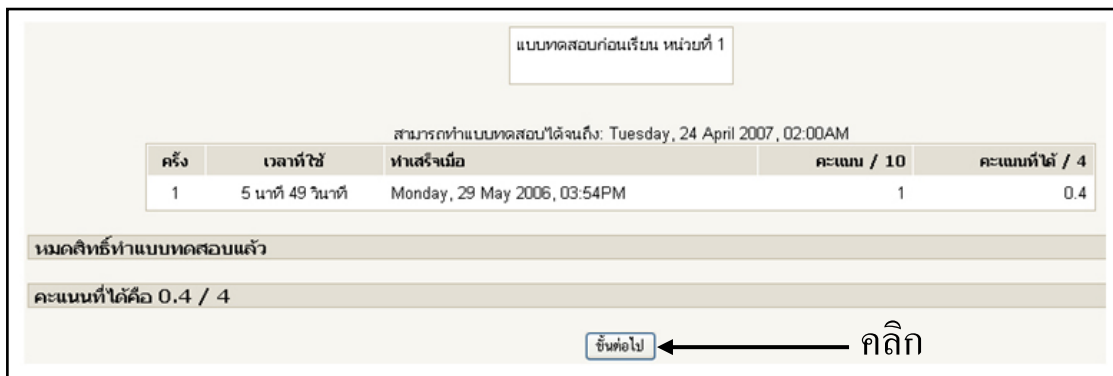 แบบทดสอบก่อนเรียน หน่วยที่ 1
สามารถทำแบบทดสอบได้จนถึง: Tuesday, 24 April 2007, 02:00AM
ครั้ง เวลาที่ใช้ ทำเสร็จเมื่อ คะแนน / 10 คะแนนที่ได้ / 4
1 5 นาที 49 วินาที Monday, 29 May 2006, 03:54PM 1 0.4
หมดสิทธิ์ทำแบบทดสอบแล้ว
คะแนนที่ได้คือ 0.4 / 4
ขั้นต่อไป คลิก